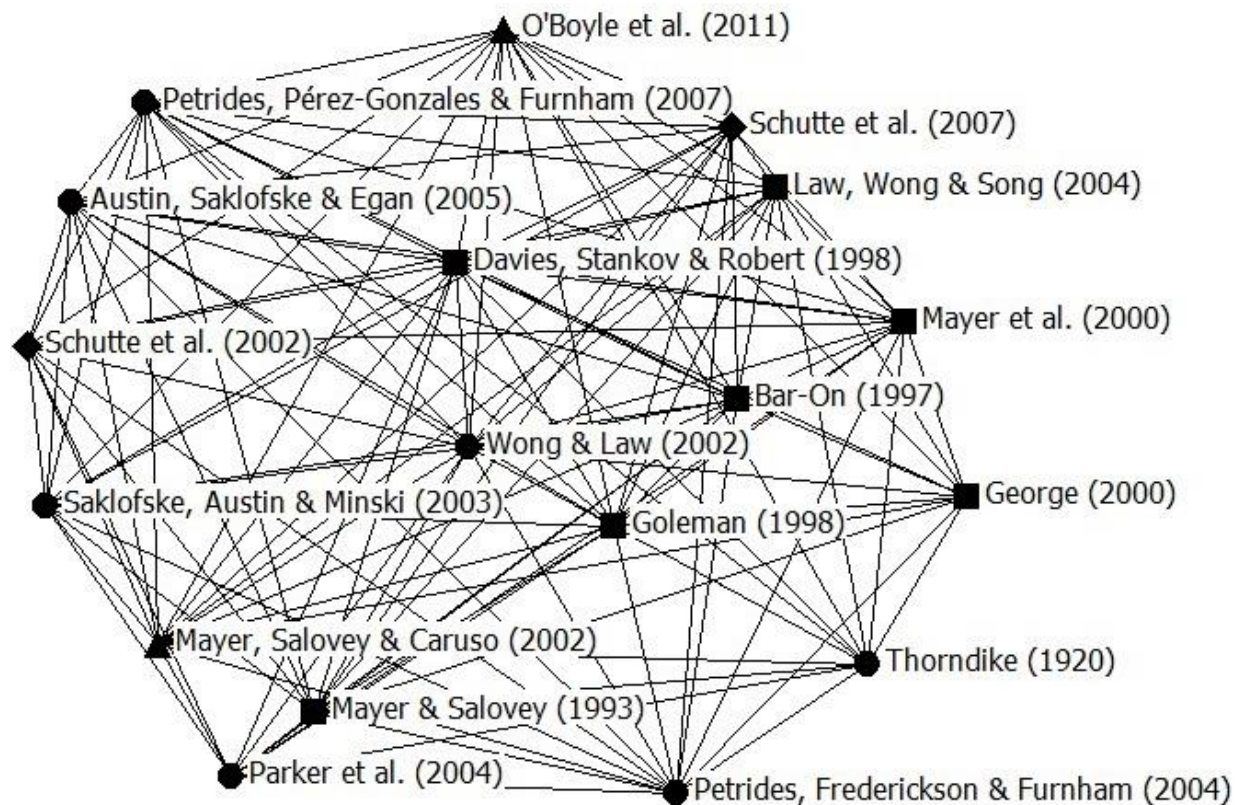 O'Boyle et al. (2011)
Petrides, Pérez-Gonzales & Furnham (2007)
Schutte et al. (2007)
Law, Wong & Song (2004)
Austin, Saklofske & Egan (2005)
Davies, Stankov & Robert (1998)
Mayer et al. (2000)
Schutte et al. (2002)
Bar-On (1997)
Wong & Law (2002)
George (2000)
Saklofske, Austin & Minski (2003)
Goleman (1998)
Mayer, Salovey & Caruso (2002)
Thorndike (1920)
Mayer & Salovey (1993)
Parker et al. (2004)
Petrides, Frederickson & Furnham (2004)